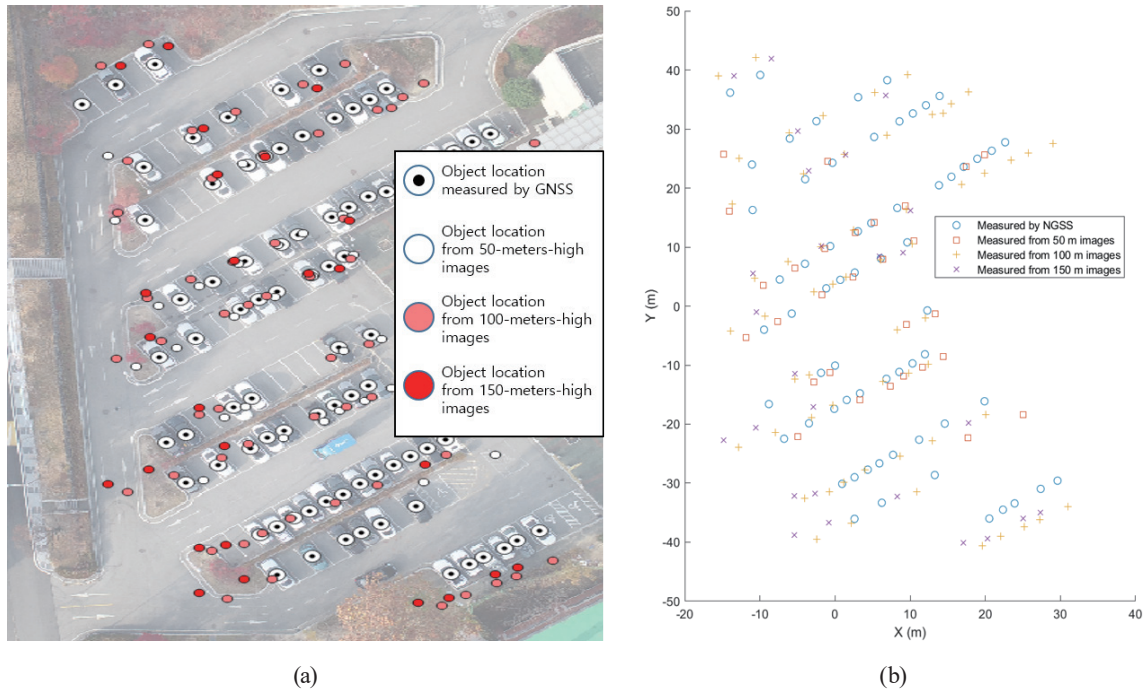 Object location
measured by GNSS
Object location
from 50-meters-high
images
Object location
from 100-meters-high
images
Object location
from 150-meters-high
images
(a)
50
40
30
20
10
0
-10
-20
-30
-40
-50
Y (m)
-20
-10
0
10
20
30
40
X (m)
Measured by NGSS
Measured from 50 m images
Measured from 100 m images
Measured from 150 m images
(b)